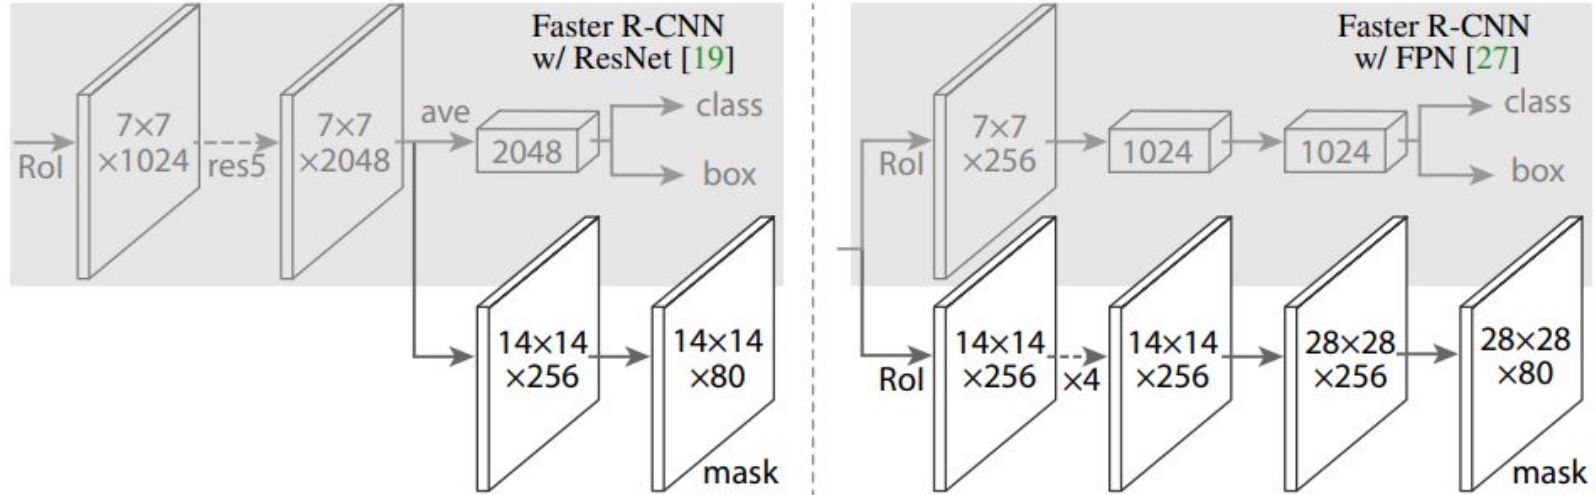 Faster R-CNN
w/ ResNet [19]
RoI
7×7
×1024
res5
7×7
×2048
ave
2048
class
box
14×14
×256
14×14
×80
mask
Faster R-CNN
w/ FPN [27]
RoI
7×7
×256
1024
1024
class
box
RoI
14×14
×256
×4
14×14
×256
28×28
×256
28×28
×80
mask